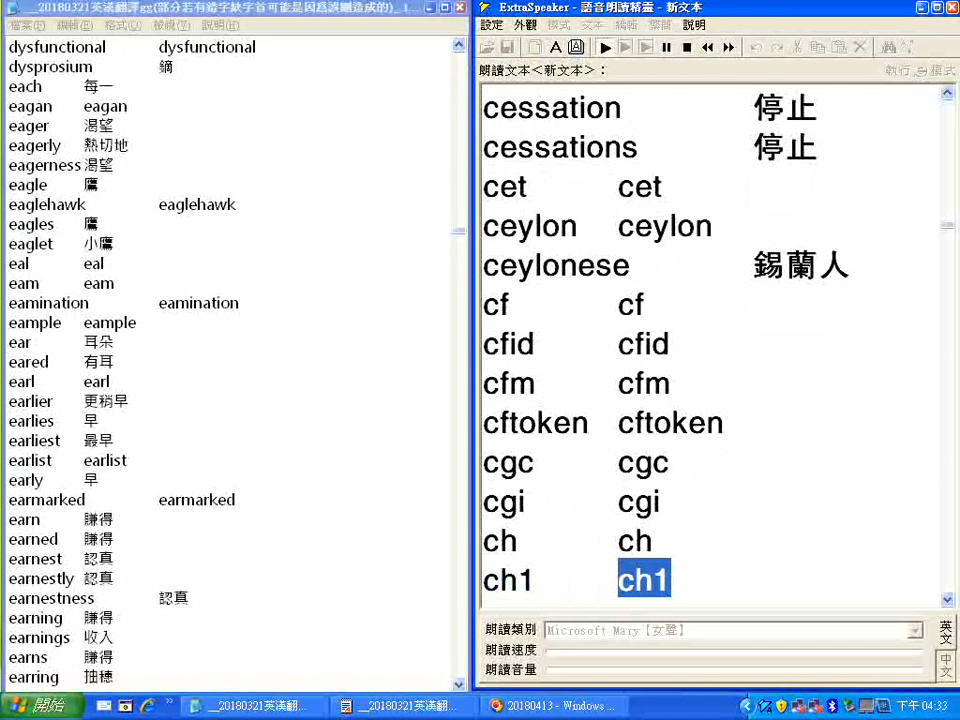 __20180321英漢翻譯gg(部分若有錯字缺字首可能是因為誤刪造成的)_
檔案(F) 編輯(E) 格式(O) 檢視(V) 說明(H)
dysfunctional dysfunctional
dysprosium 鏑
each 每一
eagan eagan
eager 渴望
eagerly 熱切地
eagerness 渴望
eagle 鷹
eaglehawk eaglehawk
eagles 鷹
eaglet 小鷹
eal eal
eam eam
eamination eamination
eample eample
ear 耳朵
eared 有耳
earl earl
earlier 更稍早
earlies 早
earliest 最早
earlist earlist
early 早
earmarked earmarked
earn 賺得
earned 賺得
earnest 認真
earnestly 認真
earnestness 認真
earning 賺得
earnings 收入
earns 賺得
earring 抽穗
ExtraSpeaker - 語音朗讀精靈 - 新文本
設定 外觀 模式 文本 編輯 繁簡 說明
朗讀文本<新文本>: 執行 模式
cessation 停止
cessations 停止
cet cet
ceylon ceylon
ceylonese 錫蘭人
cf cf
cfid cfid
cfm cfm
cftoken cftoken
cgc cgc
cgi cgi
ch ch
ch1 ch1
朗讀類別 Microsoft Mary【女聲】
朗讀速度
朗讀音量
英文
中文
開始 __20180321英漢翻... __20180321英漢翻... 20180413 - Windows ... 下午 04:33